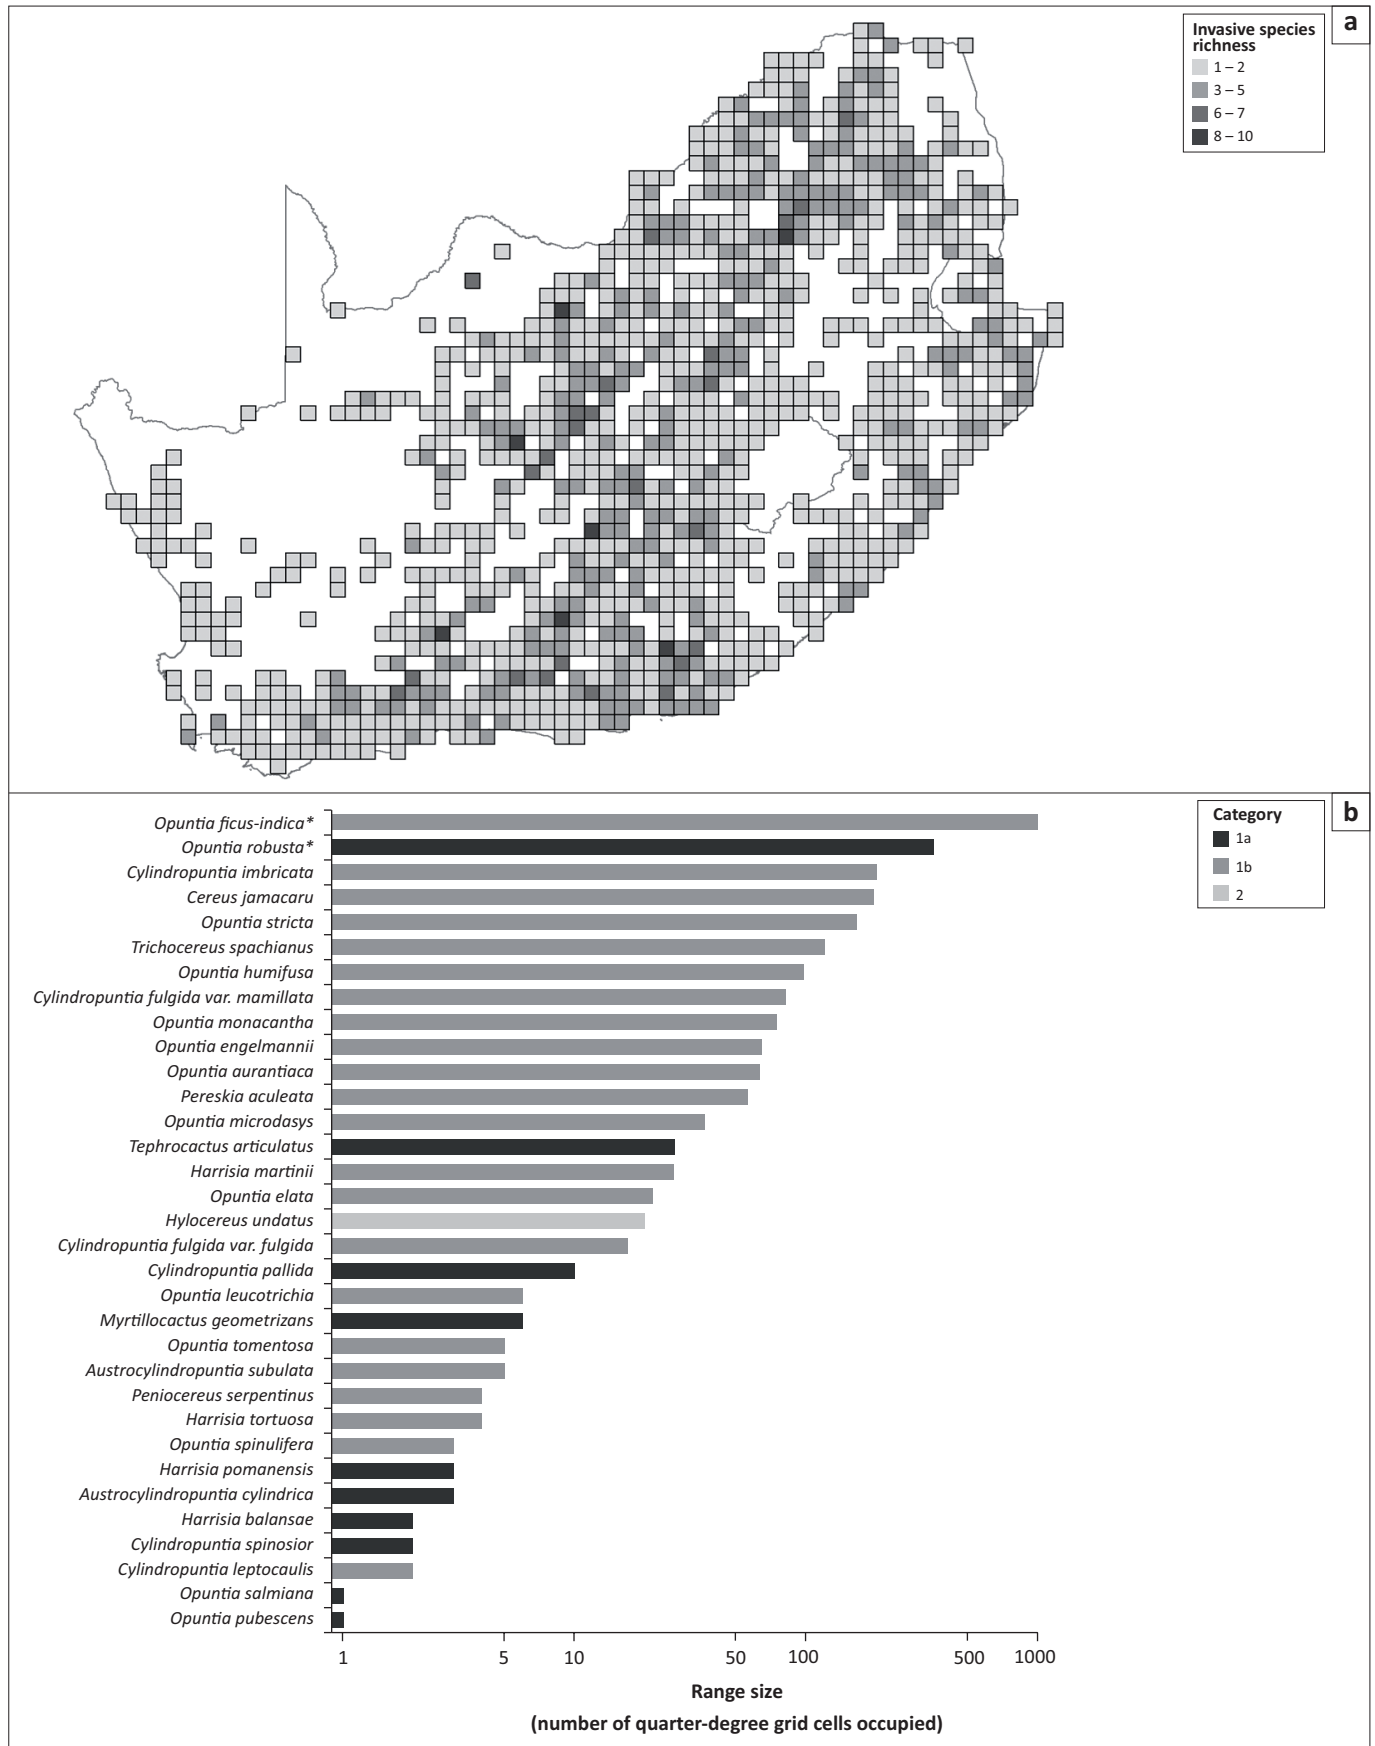 a
Invasive species
richness
1 – 2
3 – 5
6 – 7
8 – 10
b
Category
1a
1b
2
Opuntia ficus-indica*
Opuntia robusta*
Cylindropuntia imbricata
Cereus jamacaru
Opuntia stricta
Trichocereus spachianus
Opuntia humifusa
Cylindropuntia fulgida var. mamillata
Opuntia monacantha
Opuntia engelmannii
Opuntia aurantiaca
Pereskia aculeata
Opuntia microdasys
Tephrocactus articulatus
Harrisia martinii
Opuntia elata
Hylocereus undatus
Cylindropuntia fulgida var. fulgida
Cylindropuntia pallida
Opuntia leucotrichia
Myrtillocactus geometrizans
Opuntia tomentosa
Austrocylindropuntia subulata
Peniocereus serpentinus
Harrisia tortuosa
Opuntia spinulifera
Harrisia pomanensis
Austrocylindropuntia cylindrica
Harrisia balansae
Cylindropuntia spinosior
Cylindropuntia leptocaulis
Opuntia salmiana
Opuntia pubescens
1 5 10 50 100 500 1000
Range size
(number of quarter-degree grid cells occupied)